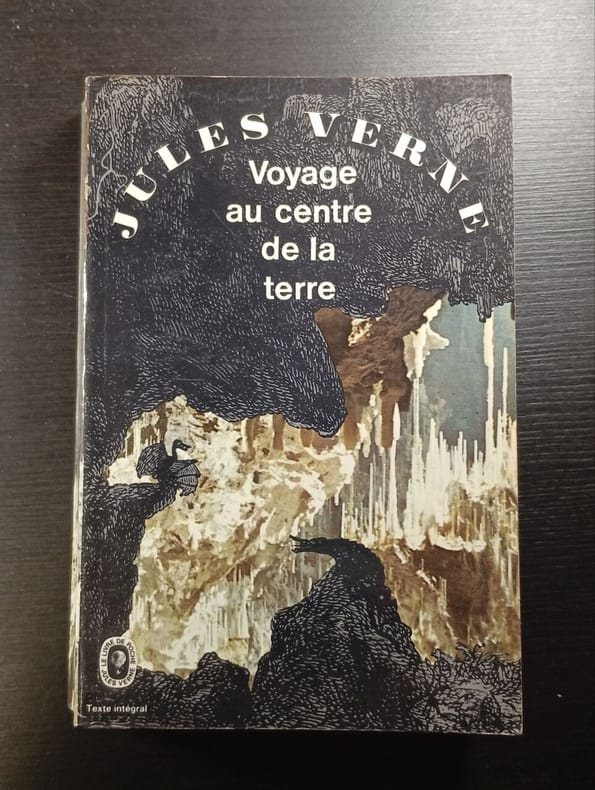 JULES VERNE
Voyage
au centre
de la
terre
LE LIVRE DE POCHE
JULES VERNE
Texte intégral